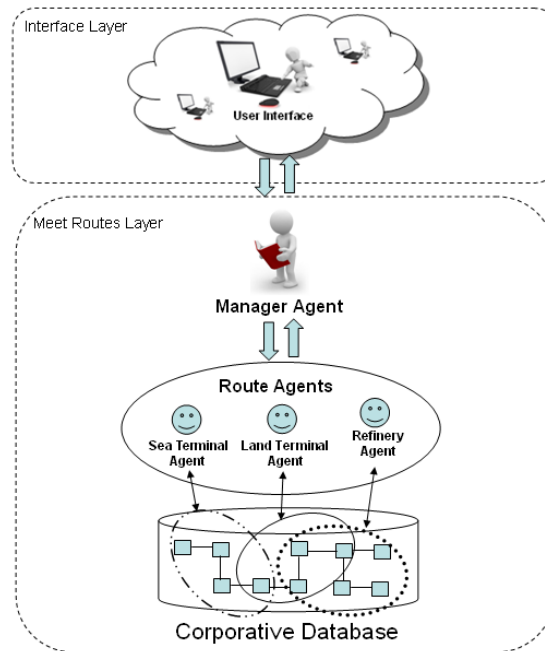 Interface Layer
User Interface
Meet Routes Layer
Manager Agent
Route Agents
Sea Terminal
Agent
Land Terminal
Agent
Refinery
Agent
Corporative Database